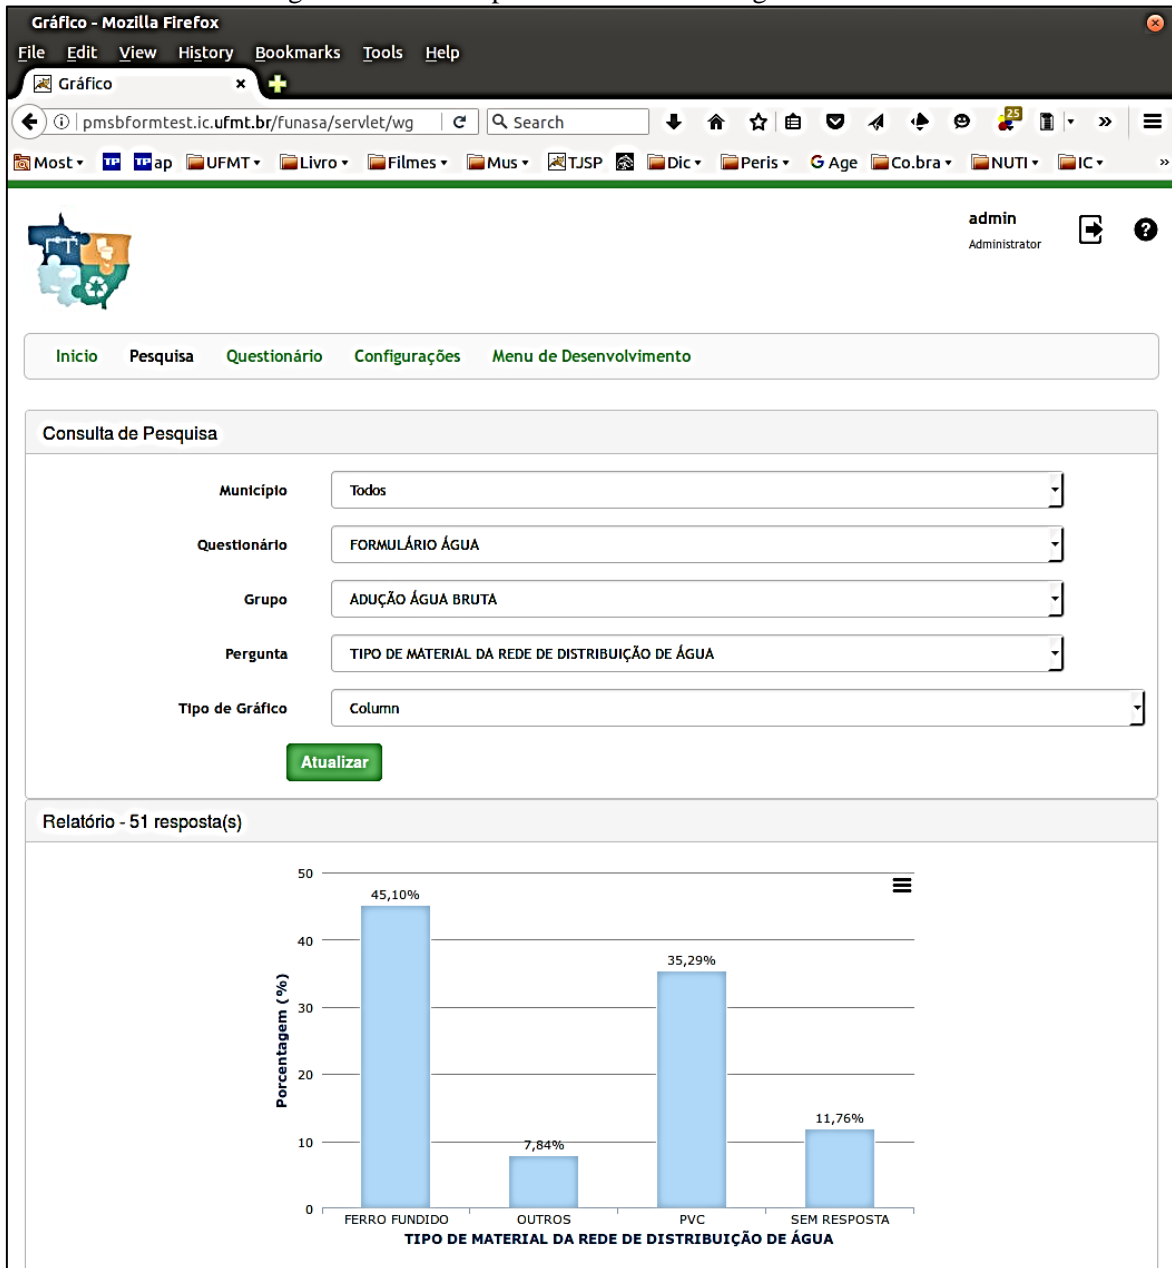 Gráfico - Mozilla Firefox
File Edit View History Bookmarks Tools Help
Gráfico
pmsbformtest.ic.ufmt.br/funasa/servlet/wg Search 25
Most TP TP ap UFMT Livro Filmes Mus TJSP Dic Peris G Age Co.bra NUTI IC »
admin
Administrator
Inicio Pesquisa Questionário Configurações Menu de Desenvolvimento
Consulta de Pesquisa
Município Todos
Questionário FORMULÁRIO ÁGUA
Grupo ADUÇÃO ÁGUA BRUTA
Pergunta TIPO DE MATERIAL DA REDE DE DISTRIBUIÇÃO DE ÁGUA
Tipo de Gráfico Column
Atualizar
Relatório - 51 resposta(s)
Porcentagem (%)
50
40
30
20
10
0
45,10%
7,84%
35,29%
11,76%
FERRO FUNDIDO OUTROS PVC SEM RESPOSTA
TIPO DE MATERIAL DA REDE DE DISTRIBUIÇÃO DE ÁGUA